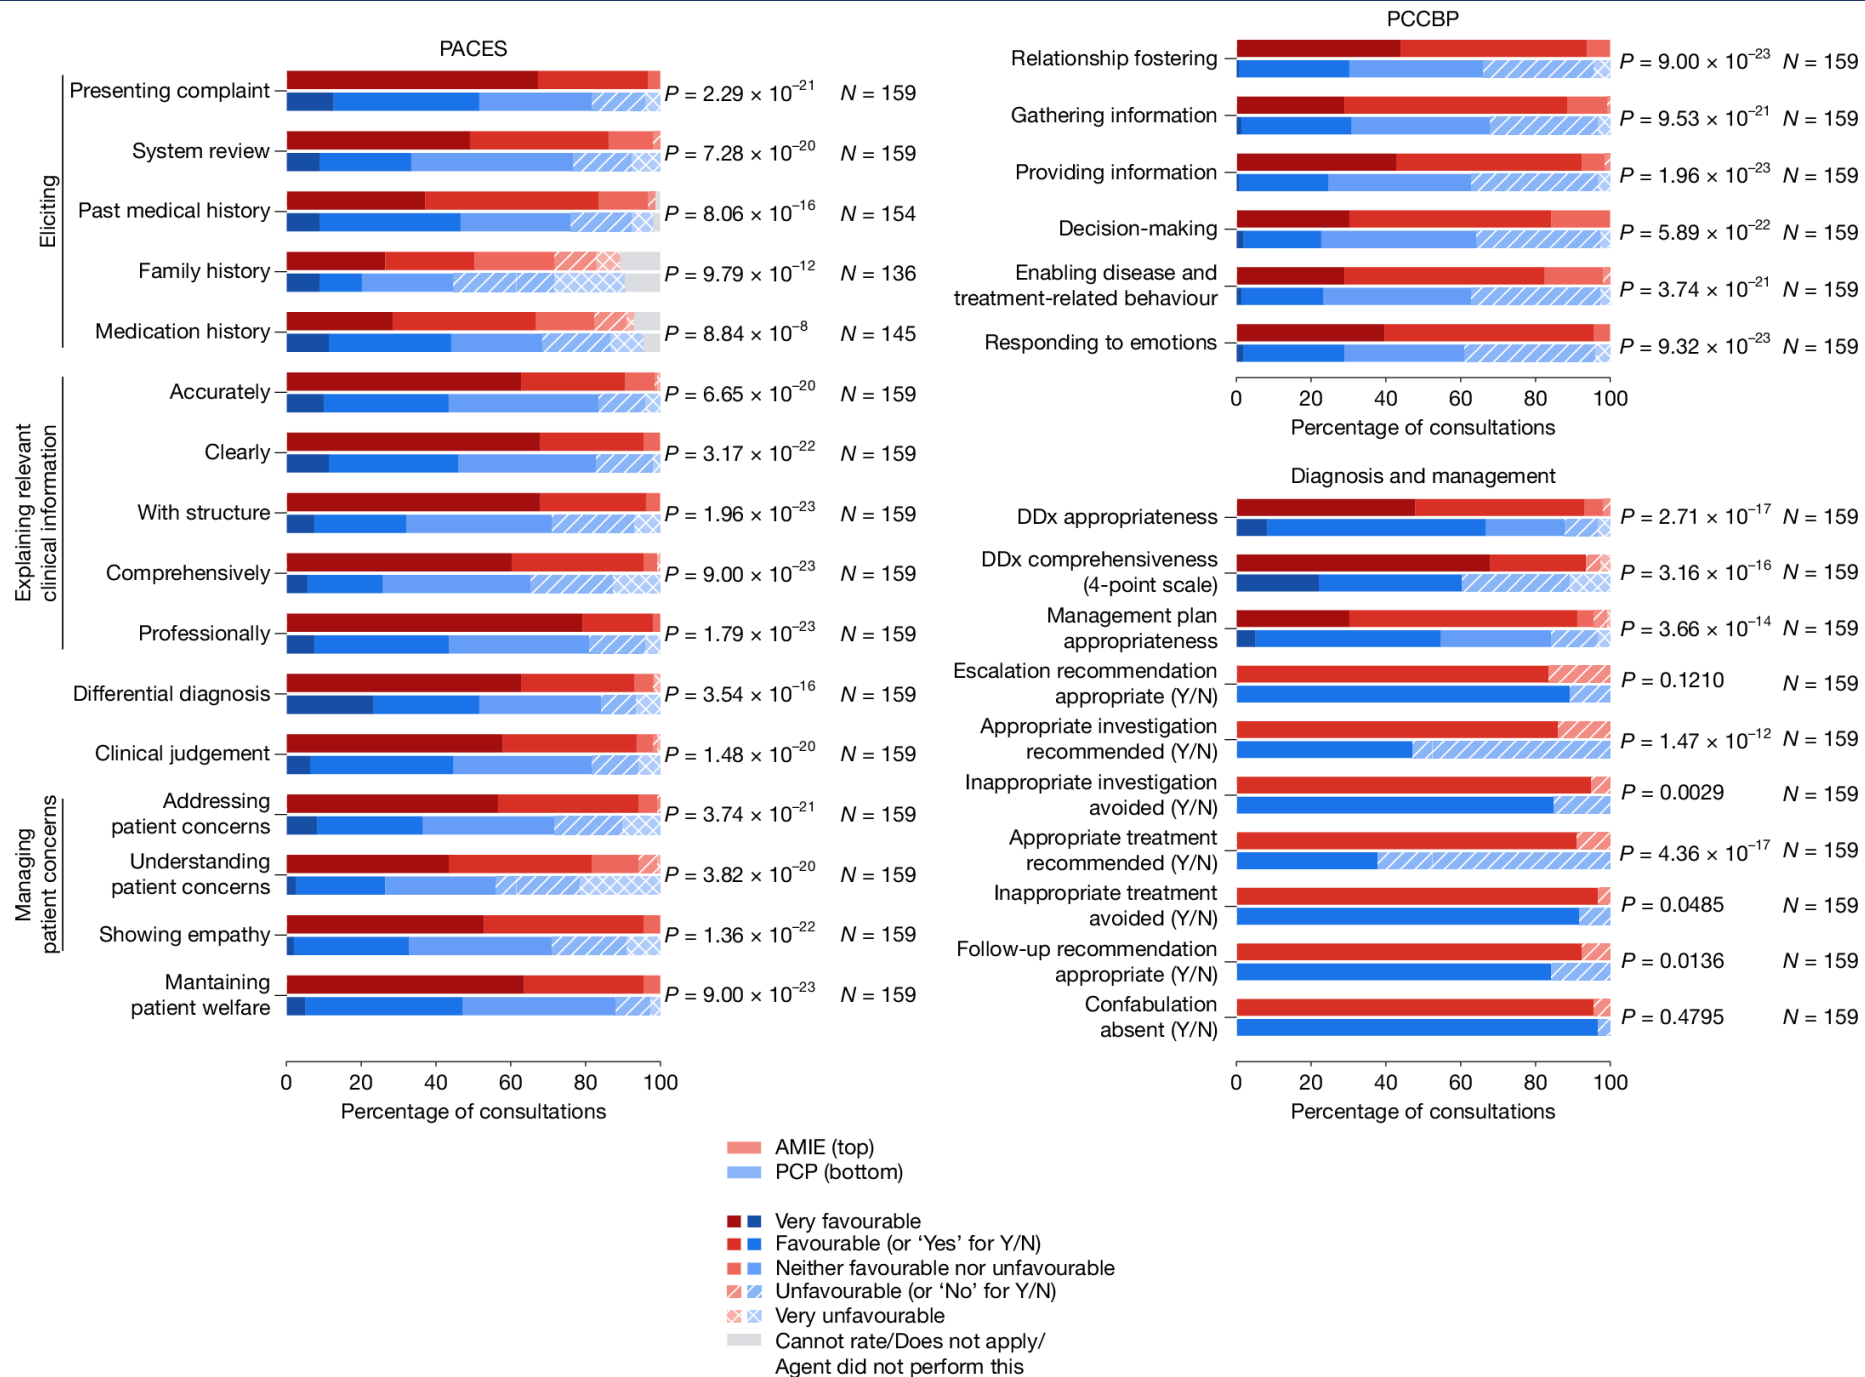 PACES
Eliciting
Presenting complaint
P = 2.29 × 10⁻²¹ N = 159
System review
P = 7.28 × 10⁻²⁰ N = 159
Past medical history
P = 8.06 × 10⁻¹⁶ N = 154
Family history
P = 9.79 × 10⁻¹² N = 136
Medication history
P = 8.84 × 10⁻⁸ N = 145
Explaining relevant
clinical information
Accurately
P = 6.65 × 10⁻²⁰ N = 159
Clearly
P = 3.17 × 10⁻²² N = 159
With structure
P = 1.96 × 10⁻²³ N = 159
Comprehensively
P = 9.00 × 10⁻²³ N = 159
Professionally
P = 1.79 × 10⁻²³ N = 159
Differential diagnosis
P = 3.54 × 10⁻¹⁶ N = 159
Clinical judgement
P = 1.48 × 10⁻²⁰ N = 159
Managing
patient concerns
Addressing
patient concerns
P = 3.74 × 10⁻²¹ N = 159
Understanding
patient concerns
P = 3.82 × 10⁻²⁰ N = 159
Showing empathy
P = 1.36 × 10⁻²² N = 159
Mantaining
patient welfare
P = 9.00 × 10⁻²³ N = 159
0 20 40 60 80 100
Percentage of consultations
PCCBP
Relationship fostering
P = 9.00 × 10⁻²³ N = 159
Gathering information
P = 9.53 × 10⁻²¹ N = 159
Providing information
P = 1.96 × 10⁻²³ N = 159
Decision-making
P = 5.89 × 10⁻²² N = 159
Enabling disease and
treatment-related behaviour
P = 3.74 × 10⁻²¹ N = 159
Responding to emotions
P = 9.32 × 10⁻²³ N = 159
0 20 40 60 80 100
Percentage of consultations
Diagnosis and management
DDx appropriateness
P = 2.71 × 10⁻¹⁷ N = 159
DDx comprehensiveness
(4-point scale)
P = 3.16 × 10⁻¹⁶ N = 159
Management plan
appropriateness
P = 3.66 × 10⁻¹⁴ N = 159
Escalation recommendation
appropriate (Y/N)
P = 0.1210 N = 159
Appropriate investigation
recommended (Y/N)
P = 1.47 × 10⁻¹² N = 159
Inappropriate investigation
avoided (Y/N)
P = 0.0029 N = 159
Appropriate treatment
recommended (Y/N)
P = 4.36 × 10⁻¹⁷ N = 159
Inappropriate treatment
avoided (Y/N)
P = 0.0485 N = 159
Follow-up recommendation
appropriate (Y/N)
P = 0.0136 N = 159
Confabulation
absent (Y/N)
P = 0.4795 N = 159
0 20 40 60 80 100
Percentage of consultations
AMIE (top)
PCP (bottom)
Very favourable
Favourable (or ‘Yes’ for Y/N)
Neither favourable nor unfavourable
Unfavourable (or ‘No’ for Y/N)
Very unfavourable
Cannot rate/Does not apply/
Agent did not perform this